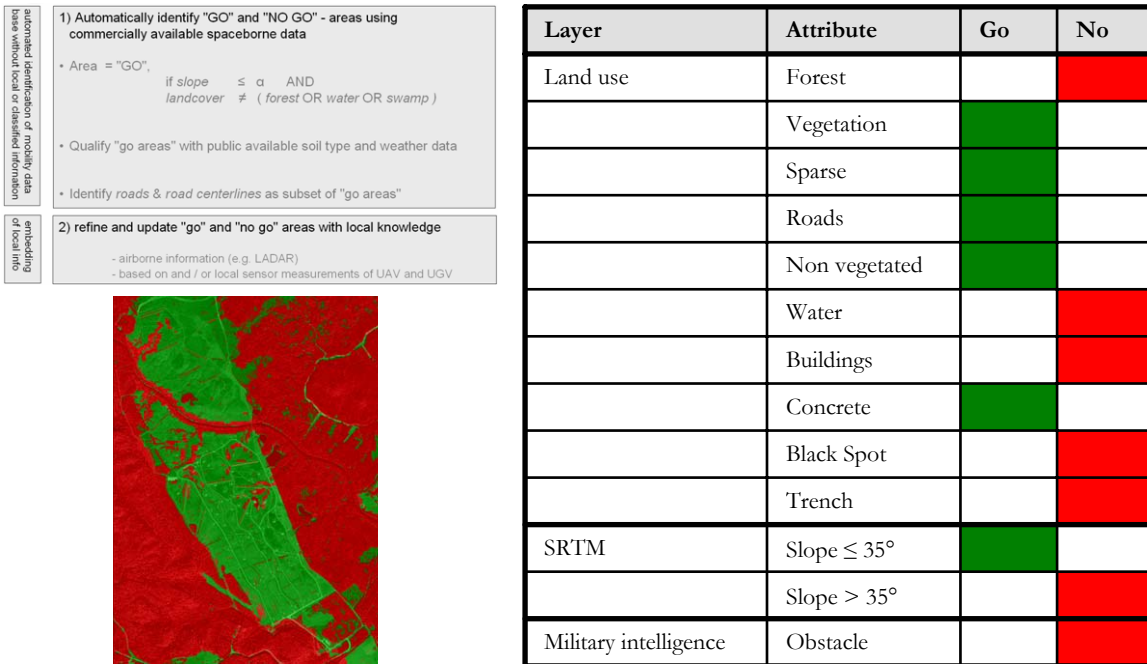 automated identification of mobility data
base without local or classified information
1) Automatically identify "GO" and "NO GO" - areas using
commercially available spaceborne data
• Area = "GO",
if slope ≤ α AND
landcover ≠ ( forest OR water OR swamp )
• Qualify "go areas" with public available soil type and weather data
• Identify roads & road centerlines as subset of "go areas"
embedding
of local info
2) refine and update "go" and "no go" areas with local knowledge
- airborne information (e.g. LADAR)
- based on and / or local sensor measurements of UAV and UGV
Layer Attribute Go No
Land use Forest
Vegetation
Sparse
Roads
Non vegetated
Water
Buildings
Concrete
Black Spot
Trench
SRTM Slope ≤ 35°
Slope > 35°
Military intelligence Obstacle